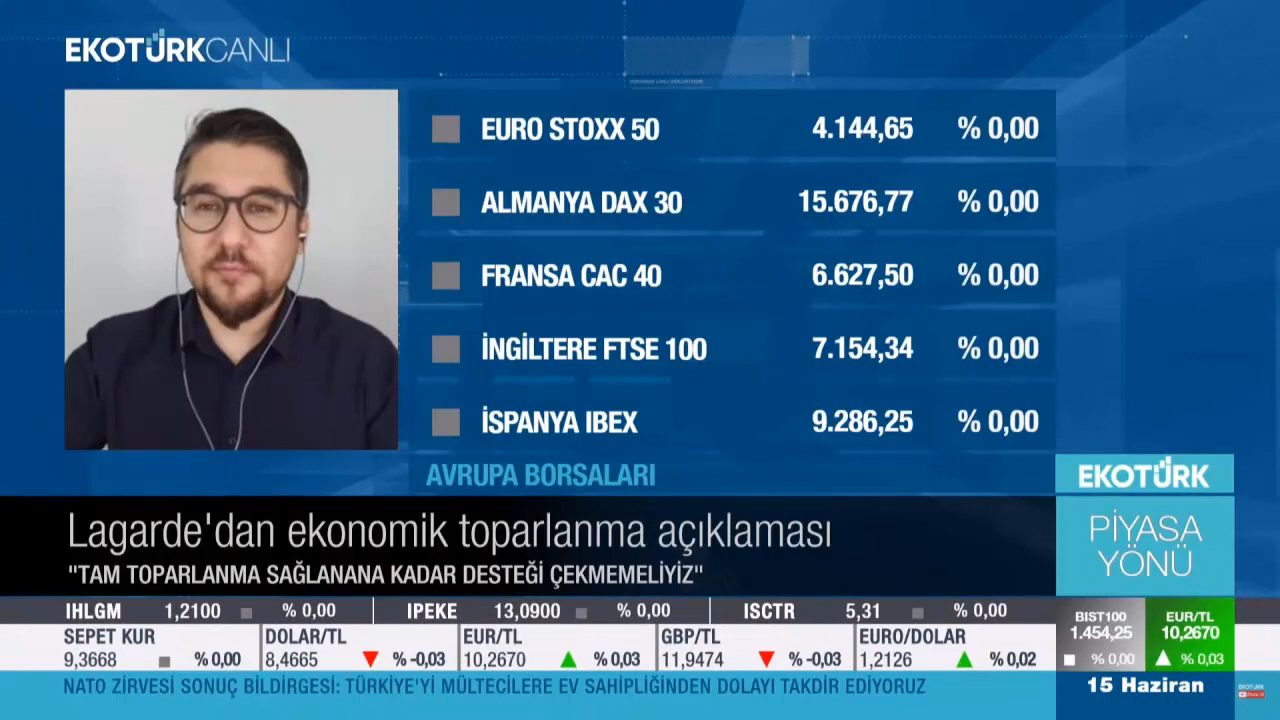 EKOTÜRK CANLI
EURO STOXX 50 4.144,65 % 0,00
ALMANYA DAX 30 15.676,77 % 0,00
FRANSA CAC 40 6.627,50 % 0,00
İNGİLTERE FTSE 100 7.154,34 % 0,00
İSPANYA IBEX 9.286,25 % 0,00
AVRUPA BORSALARI
EKOTÜRK
PİYASA
YÖNÜ
Lagarde'dan ekonomik toparlanma açıklaması
"TAM TOPARLANMA SAĞLANANA KADAR DESTEĞİ ÇEKMEMELİYİZ"
IHLGM 1,2100 % 0,00 IPEKE 13,0900 % 0,00 ISCTR 5,31 % 0,00
SEPET KUR DOLAR/TL EUR/TL GBP/TL EURO/DOLAR
9,3668 % 0,00 8,4665 % -0,03 10,2670 % 0,03 11,9474 % -0,03 1,2126 % 0,02
BIST100 EUR/TL
1.454,25 10,2670
% 0,00 % 0,03
NATO ZİRVESİ SONUÇ BİLDİRGESİ: TÜRKİYE'Yİ MÜLTECİLERE EV SAHİPLİĞİNDEN DOLAYI TAKDİR EDİYORUZ
15 Haziran
EKOTÜRK